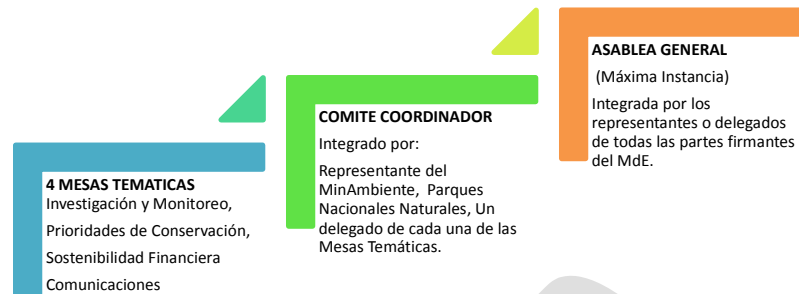 4 MESAS TEMATICAS
Investigación y Monitoreo,
Prioridades de Conservación,
Sostenibilidad Financiera
Comunicaciones
COMITE COORDINADOR
Integrado por:
Representante del
MinAmbiente, Parques
Nacionales Naturales, Un
delegado de cada una de las
Mesas Temáticas.
ASABLEA GENERAL
(Máxima Instancia)
Integrada por los
representantes o delegados
de todas las partes firmantes
del MdE.